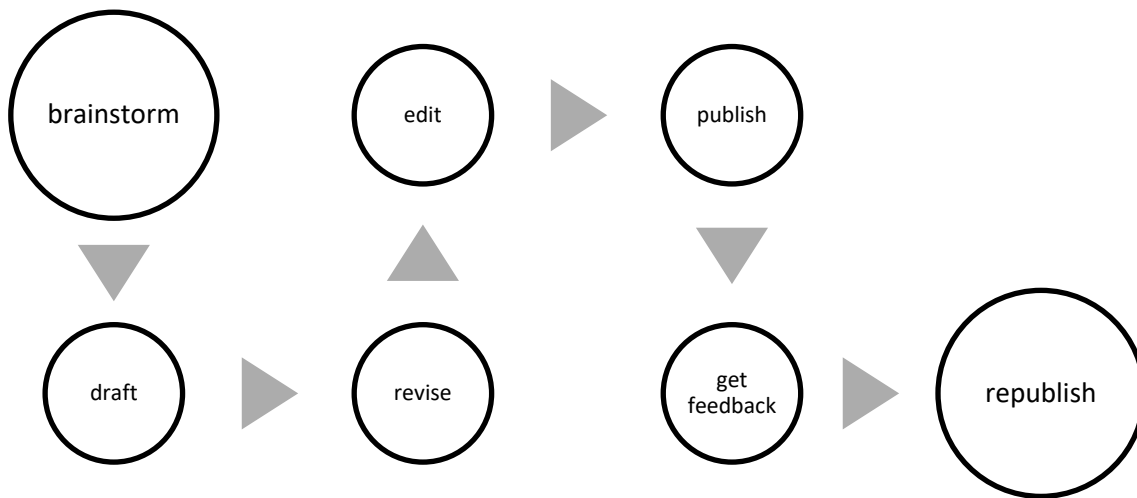 brainstorm
draft
revise
edit
publish
get
feedback
republish